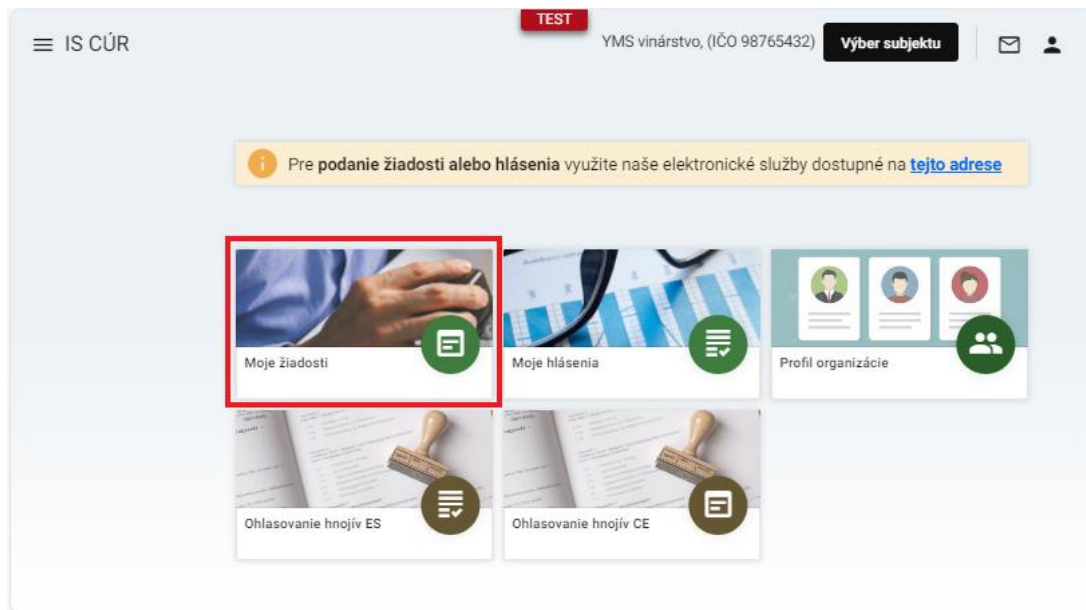 TEST
IS CÚR
YMS vinárstvo, (IČO 98765432)
Výber subjektu
Pre podanie žiadosti alebo hlásenia využite naše elektronické služby dostupné na tejto adrese
Moje žiadosti
Moje hlásenia
Profil organizácie
Ohlasovanie hnojív ES
Ohlasovanie hnojív CE